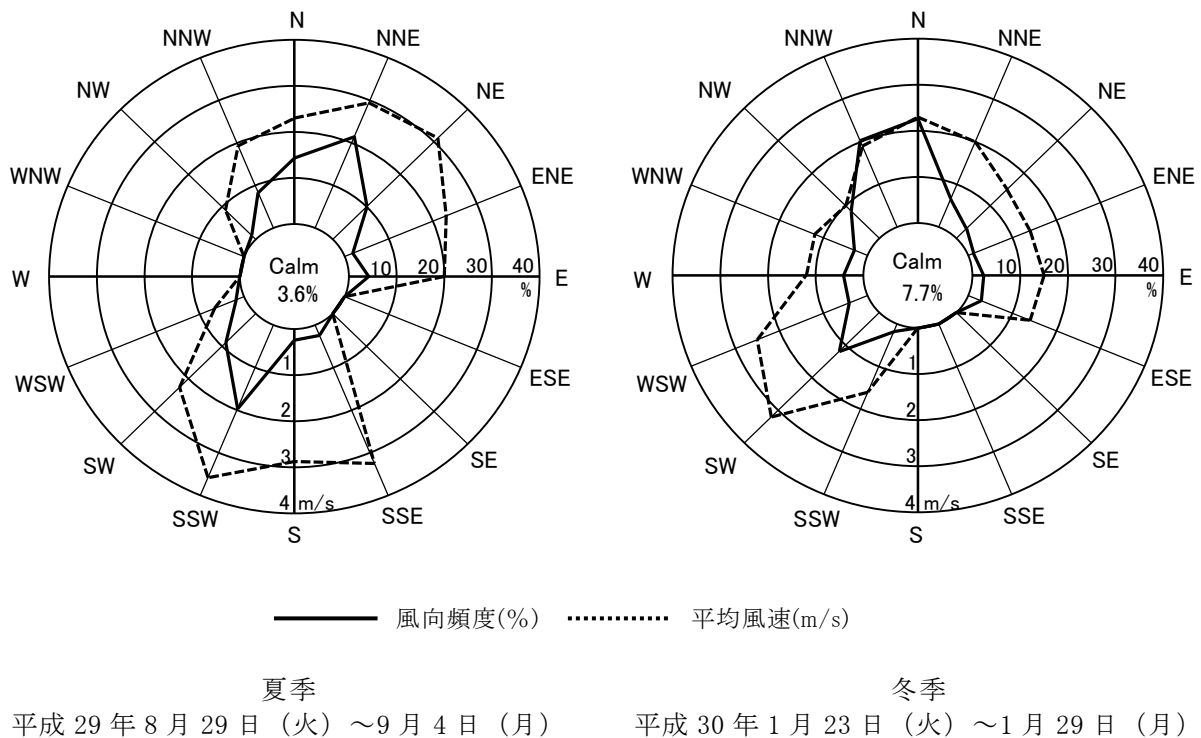 N
NNE
NE
ENE
E
ESE
SE
SSE
S
SSW
SW
WSW
W
WNW
NW
NNW
Calm
3.6%
10 20 30 40
%
1
2
3
4 m/s
N
NNE
NE
ENE
E
ESE
SE
SSE
S
SSW
SW
WSW
W
WNW
NW
NNW
Calm
7.7%
10 20 30 40
%
1
2
3
4 m/s
風向頻度(%) 平均風速(m/s)
夏季
平成 29 年 8 月 29 日（火）～9 月 4 日（月）
冬季
平成 30 年 1 月 23 日（火）～1 月 29 日（月）